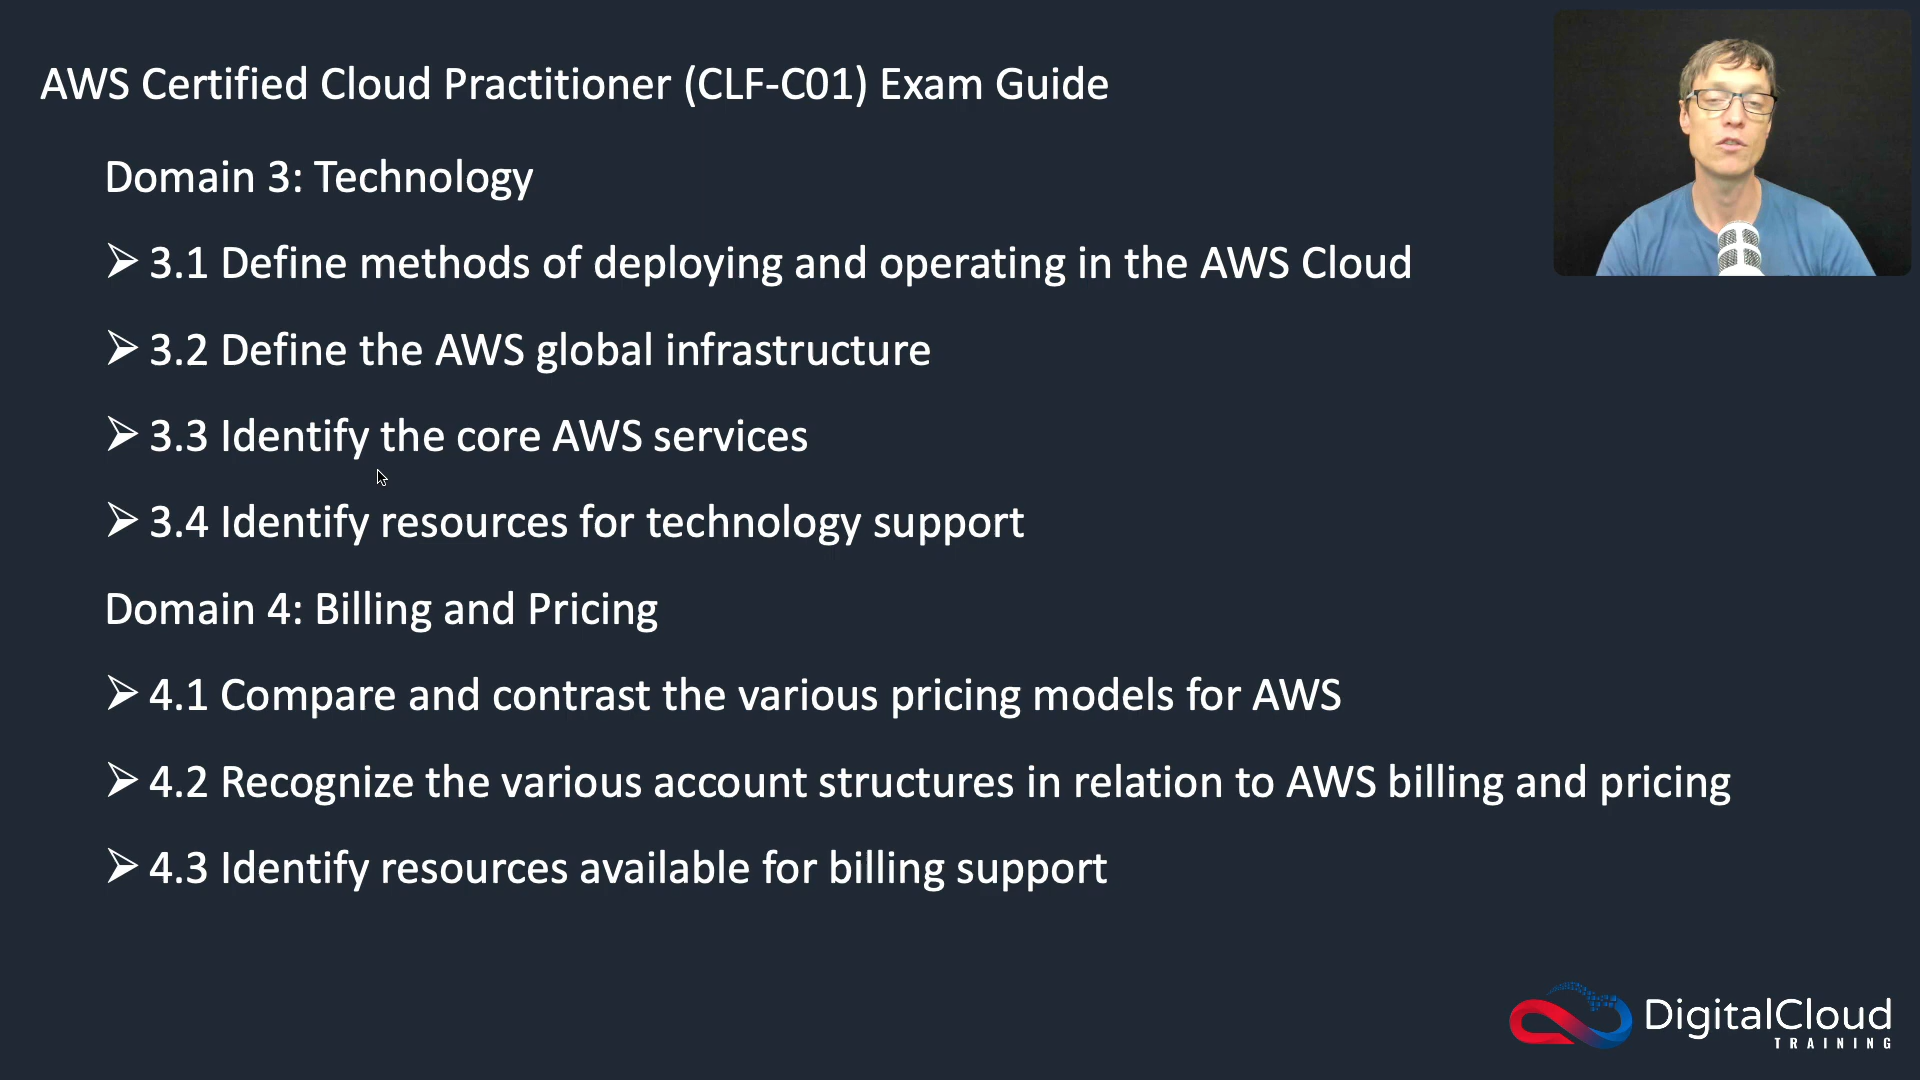 AWS Certified Cloud Practitioner (CLF-C01) Exam Guide
Domain 3: Technology
➢ 3.1 Define methods of deploying and operating in the AWS Cloud
➢ 3.2 Define the AWS global infrastructure
➢ 3.3 Identify the core AWS services
➢ 3.4 Identify resources for technology support
Domain 4: Billing and Pricing
➢ 4.1 Compare and contrast the various pricing models for AWS
➢ 4.2 Recognize the various account structures in relation to AWS billing and pricing
➢ 4.3 Identify resources available for billing support
DigitalCloud
TRAINING